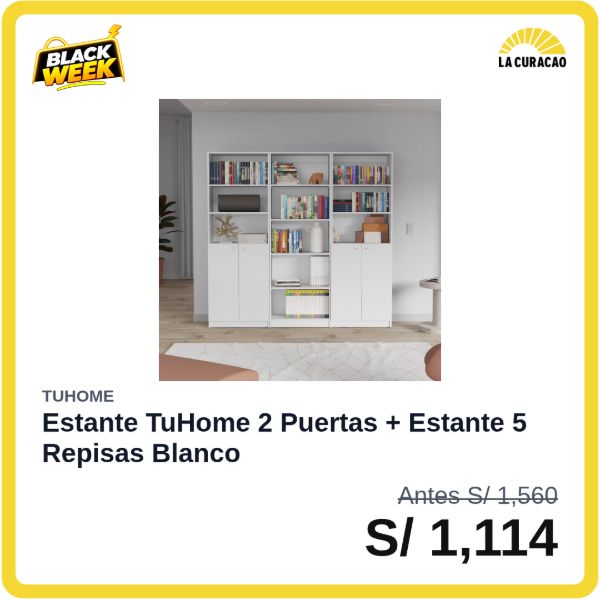 BLACK
WEEK
LA CURACAO
TUHOME
Estante TuHome 2 Puertas + Estante 5
Repisas Blanco
Antes S/ 1,560
S/ 1,114